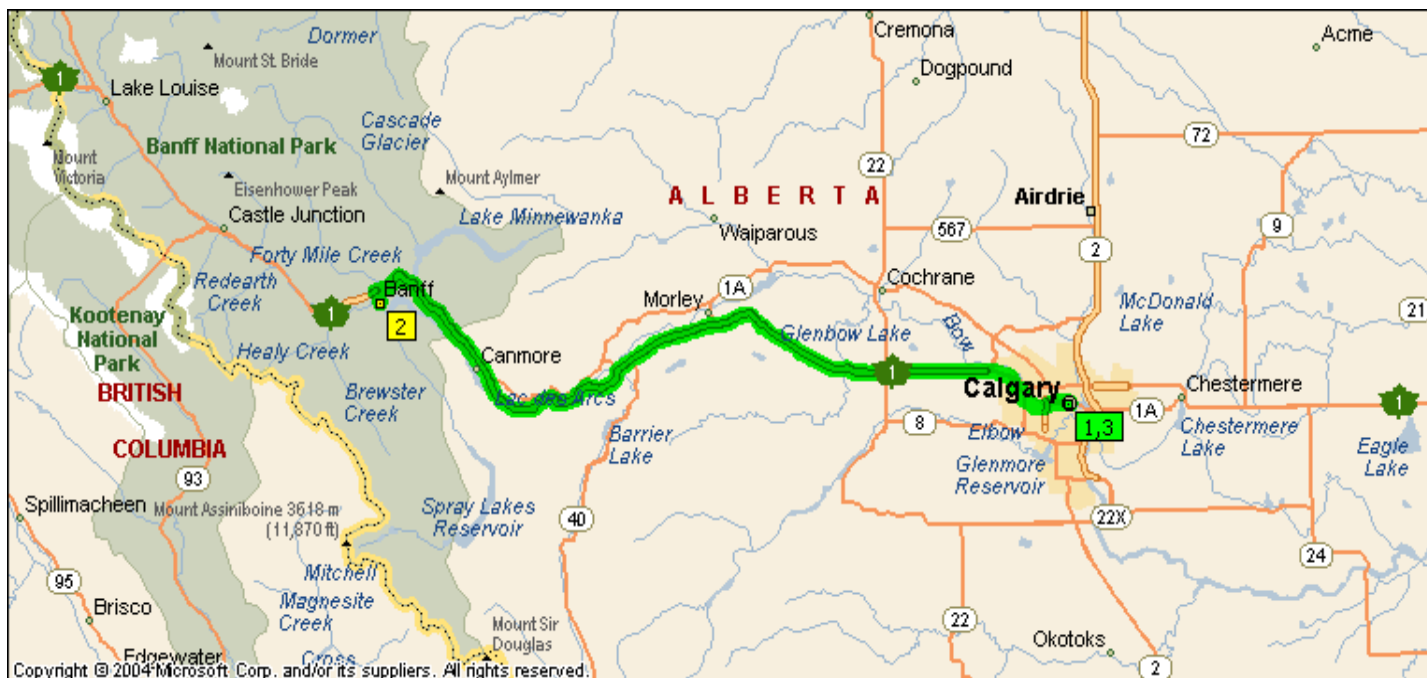 Cremona
Acme
Dormer
Mount St. Bride
Dogpound
1
Lake Louise
Cascade
Glacier
72
Banff National Park
Mount
Victoria
22
Eisenhower Peak
Mount Aylmer
ALBERTA
Airdrie
Castle Junction
Lake Minnewanka
Waiparous
567
9
2
Forty Mile Creek
Redearth
Creek
Banff
1A
Cochrane
McDonald
Lake
Morley
21
Kootenay
National
Park
1
2
Glenbow Lake
Bow
Healy Creek
Canmore
1
Calgary
Chestermere
BRITISH
COLUMBIA
Brewster
Creek
Lac des Arcs
1,3
1A
1
8
Elbow
Chestermere
Lake
Barrier
Lake
Glenmore
Reservoir
Eagle
Lake
93
Spillimacheen
Mount Assiniboine 3618 m
(11,870 ft)
Spray Lakes
Reservoir
40
22X
24
95
Mitchell
Brisco
Magnesite
Creek
Mount Sir
Douglas
22
Okotoks
2
Edgewater
Cross
Copyright © 2004 Microsoft Corp. and/or its suppliers. All rights reserved.